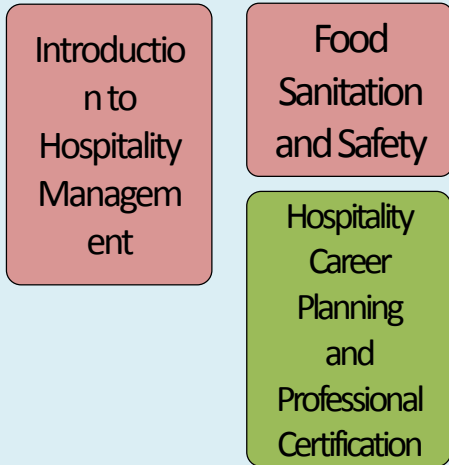 Introductio
n to
Hospitality
Managem
ent
Food
Sanitation
and Safety
Hospitality
Career
Planning
and
Professional
Certification